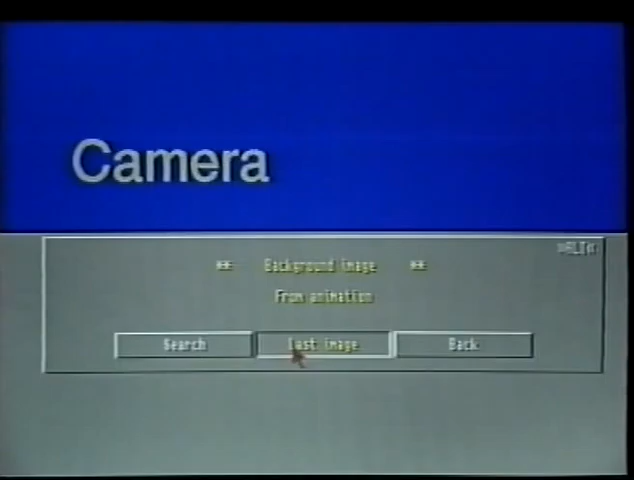 Camera
** Background image **
From animation
Search Last image Back